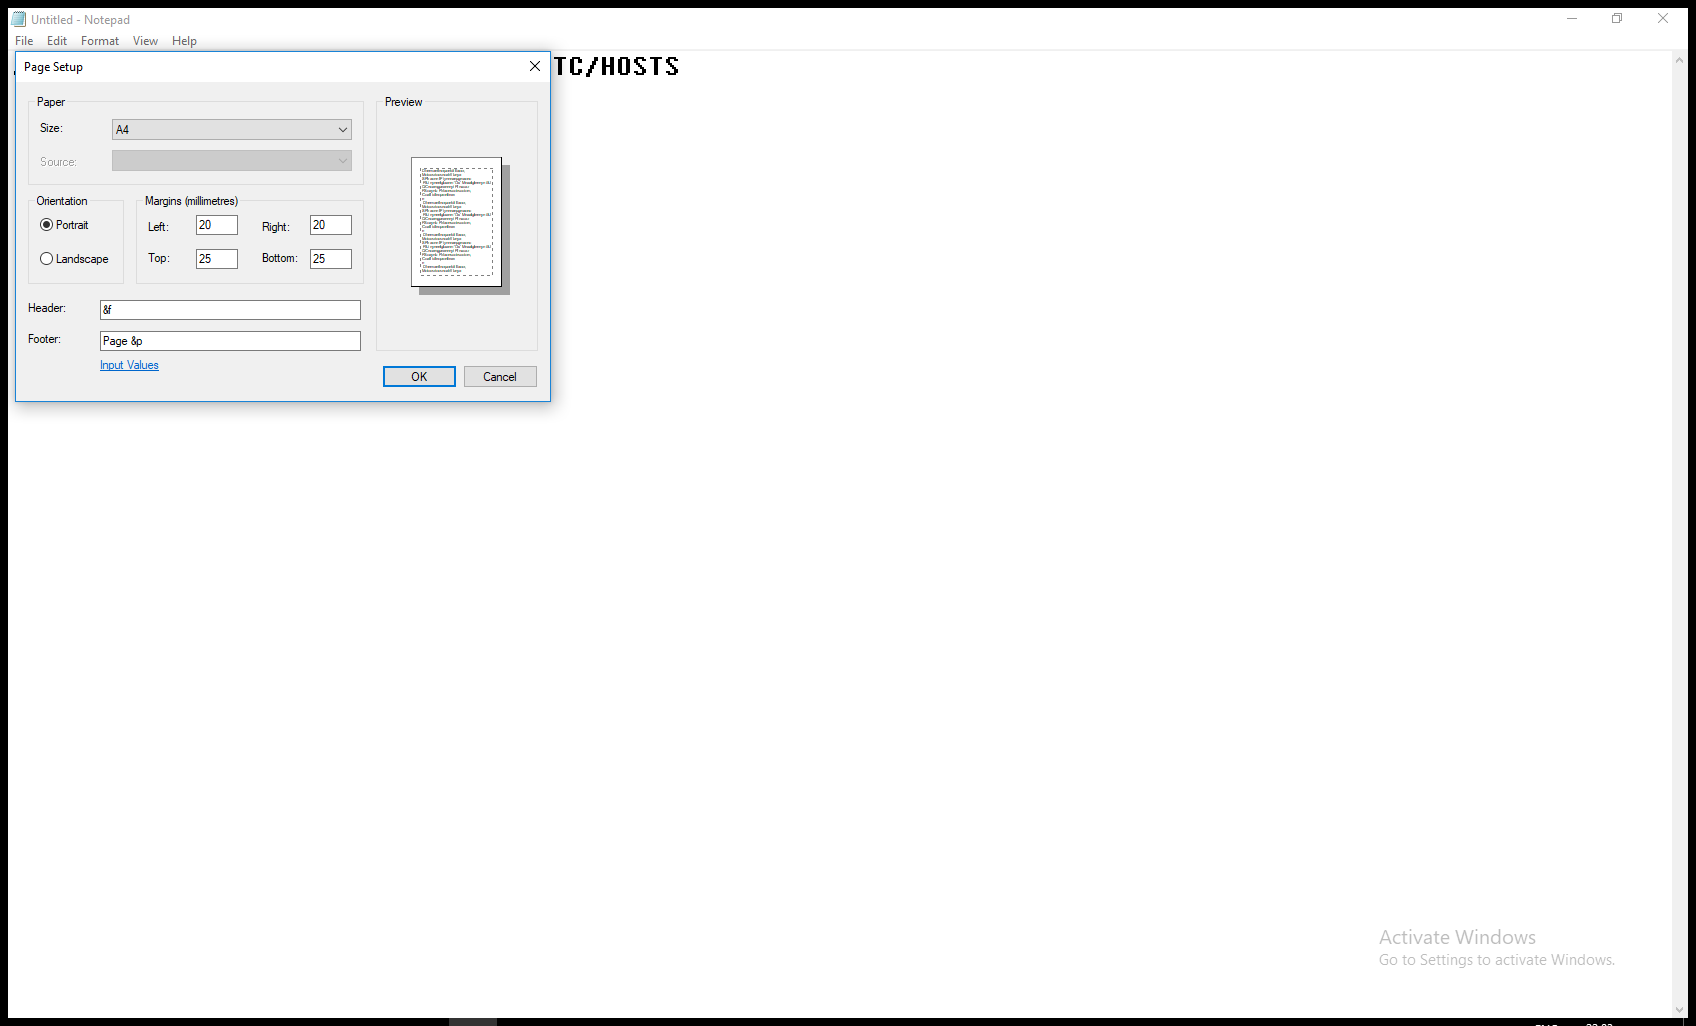 Untitled - Notepad
File Edit Format View Help
TC/HOSTS
Page Setup
Paper
Size: A4
Source:
Orientation
Portrait
Landscape
Margins (millimetres)
Left: 20 Right: 20
Top: 25 Bottom: 25
Header: &f
Footer: Page &p
Input Values
Preview
OK Cancel
Activate Windows
Go to Settings to activate Windows.